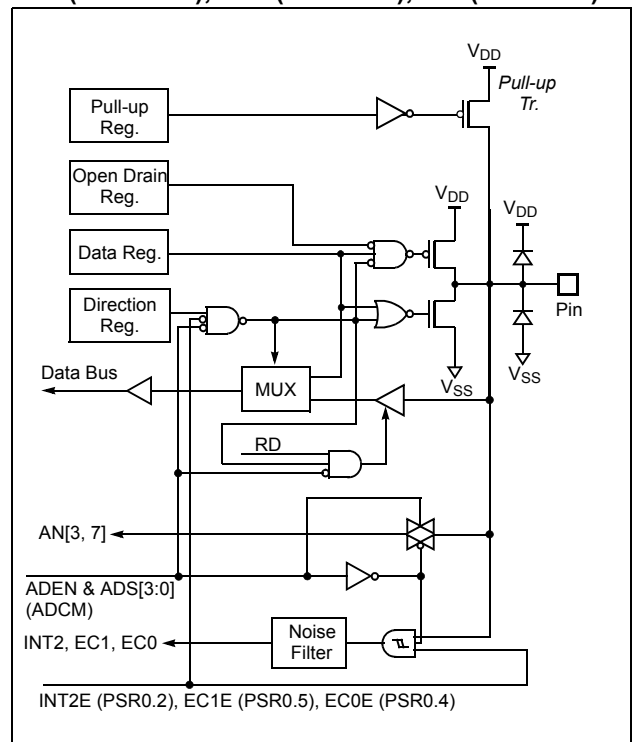 V_DD
Pull-up
Tr.
Pull-up
Reg.
Open Drain
Reg.
V_DD
V_DD
Data Reg.
Direction
Reg.
Pin
Data Bus
MUX
V_SS
V_SS
RD
AN[3, 7]
ADEN & ADS[3:0]
(ADCM)
Noise
Filter
INT2, EC1, EC0
INT2E (PSR0.2), EC1E (PSR0.5), EC0E (PSR0.4)